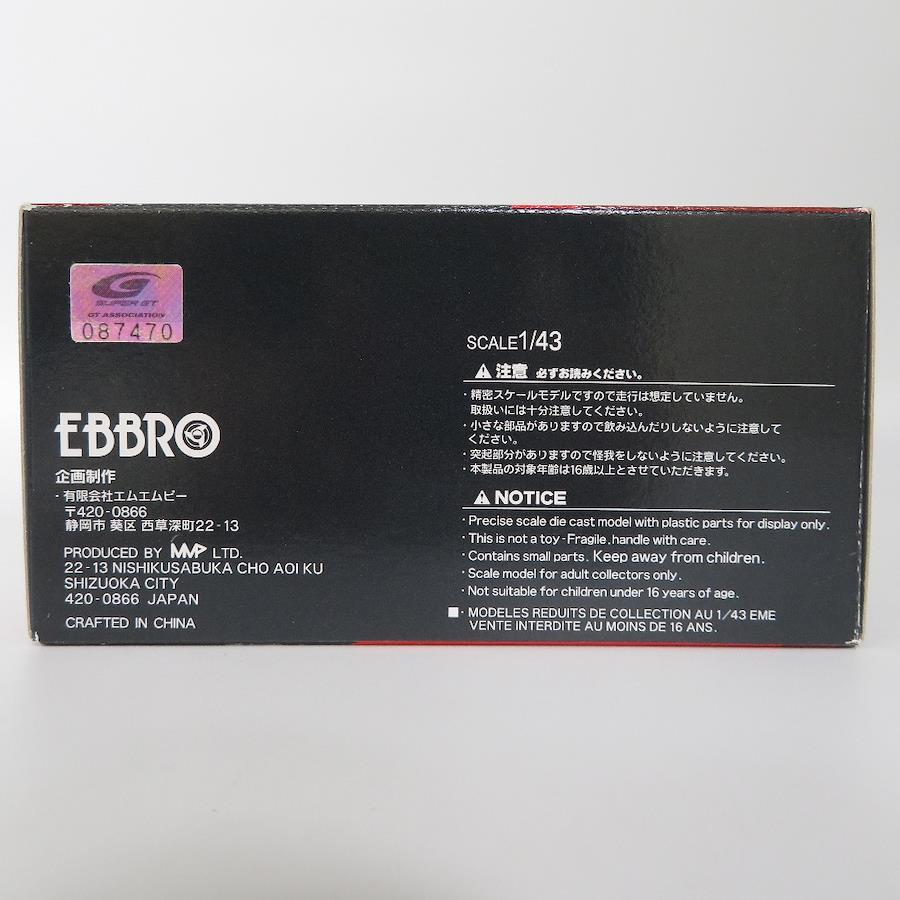 SUPER GT
GT ASSOCIATION
087470
EBBRO
企画制作
・有限会社エムエムピー
〒420-0866
静岡市 葵区 西草深町22-13
PRODUCED BY MMP LTD.
22-13 NISHIKUSABUKA CHO AOI KU
SHIZUOKA CITY
420-0866 JAPAN
CRAFTED IN CHINA
SCALE1/43
注意 必ずお読みください。
・精密スケールモデルですので走行は想定していません。
取扱いには十分注意してください。
・小さな部品がありますので飲み込んだりしないように注意して
ください。
・突起部分がありますので怪我をしないように注意してください。
・本製品の対象年齢は16歳以上とさせていただきます。
NOTICE
・Precise scale die cast model with plastic parts for display only.
・This is not a toy-Fragile, handle with care.
・Contains small parts. Keep away from children.
・Scale model for adult collectors only.
・Not suitable for children under 16 years of age.
■・MODELES REDUITS DE COLLECTION AU 1/43 EME
VENTE INTERDITE AU MOINS DE 16 ANS.